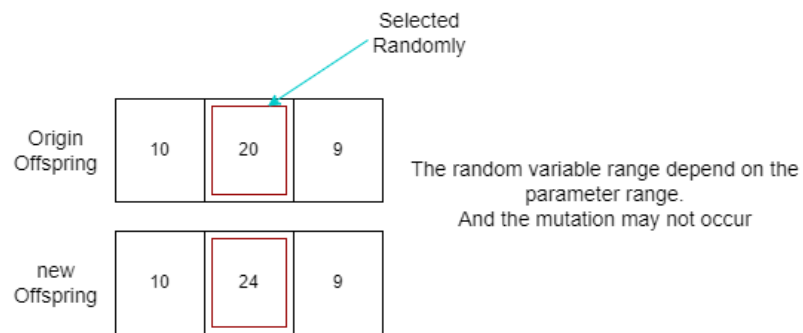 Selected
Randomly
Origin
Offspring
10
20
9
The random variable range depend on the
parameter range.
And the mutation may not occur
new
Offspring
10
24
9